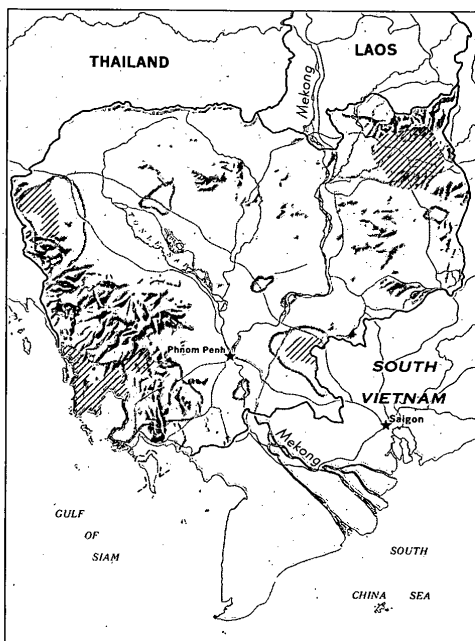 THAILAND
LAOS
Mekong
Phnom Penh
SOUTH
VIETNAM
Saigon
Mekong
GULF
OF
SIAM
SOUTH
CHINA SEA